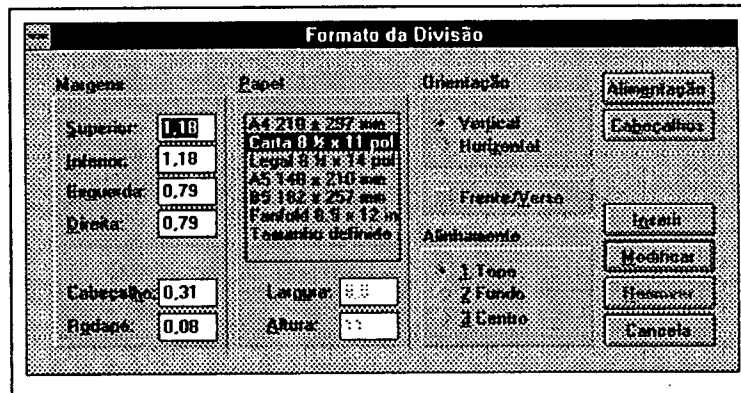 Formato da Divisão
Margens
Superior: 1,18
Inferior: 1,18
Esquerda: 0,79
Direita: 0,79
Cabeçalho: 0,31
Rodapé: 0,08
Papel
A4 210 x 297 mm
Carta 8 ½ x 11 pol
Legal 8 ½ x 14 pol
A5 148 x 210 mm
B5 182 x 257 mm
Fanfold 8,5 x 12 in
Tamanho definido
Largura:
Altura:
Orientação
Vertical
Horizontal
Frente/Verso
Alinhamento
1 Topo
2 Fundo
3 Centro
Alimentação
Cabeçalhos
Inserir
Modificar
Remover
Cancela